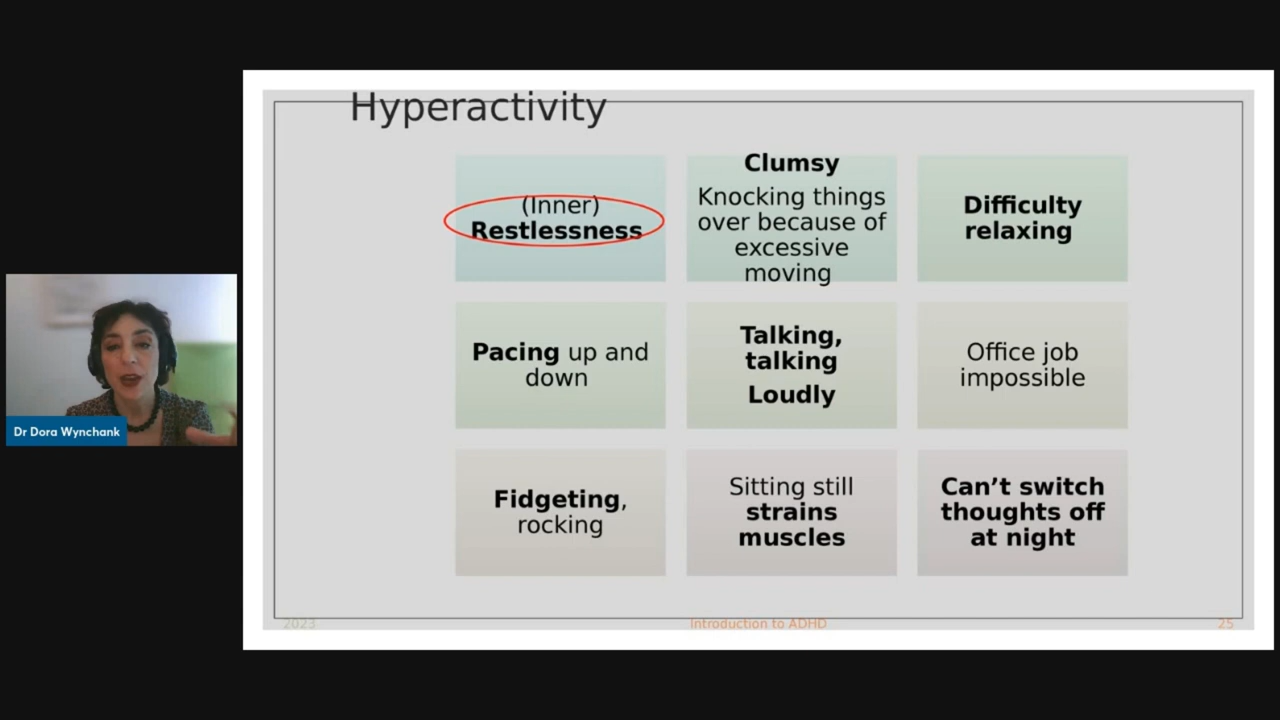 Hyperactivity
(Inner)
Restlessness
Clumsy
Knocking things
over because of
excessive
moving
Difficulty
relaxing
Pacing up and
down
Talking,
talking
Loudly
Office job
impossible
Fidgeting,
rocking
Sitting still
strains
muscles
Can’t switch
thoughts off
at night
Dr Dora Wynchank
2023
Introduction to ADHD
25